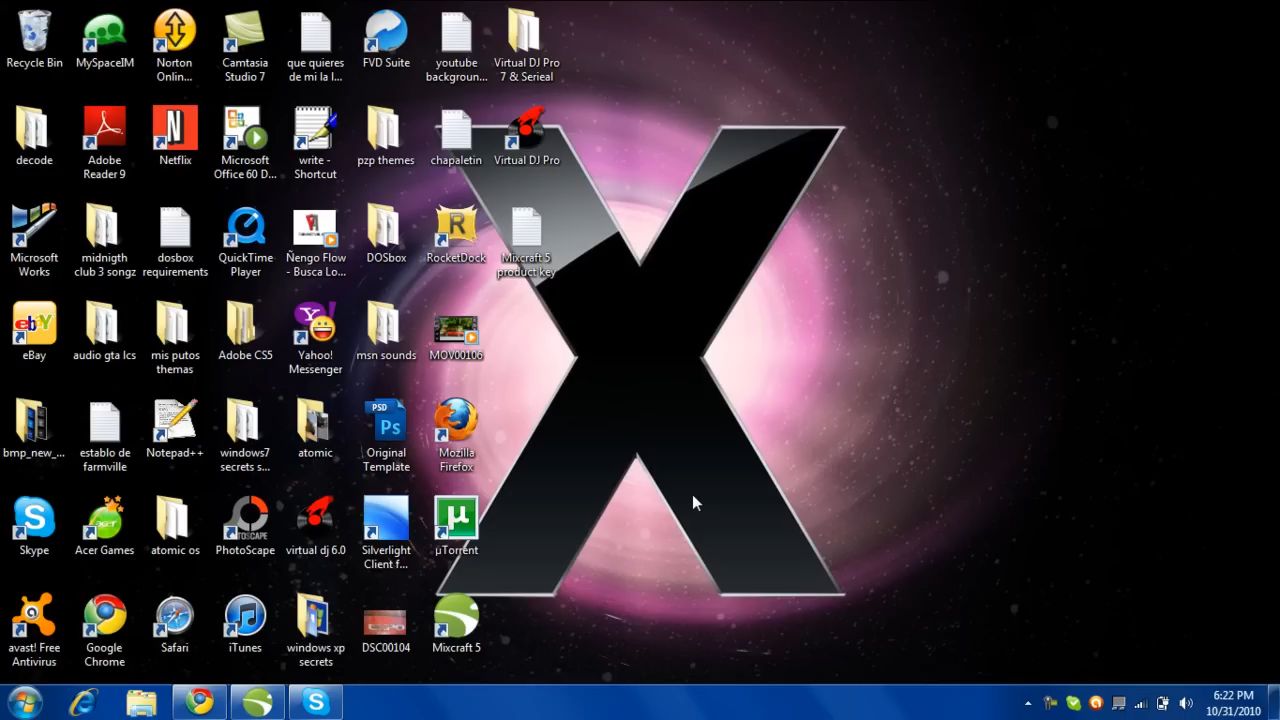 Recycle Bin
MySpaceIM
Norton
Online...
Camtasia
Studio 7
que quieres
de mi la l...
FVD Suite
youtube
backgroun...
Virtual DJ Pro
7 & Serieal
decode
Adobe
Reader 9
Netflix
Microsoft
Office 60 D...
write -
Shortcut
pzp themes
chapaletin
Virtual DJ Pro
Microsoft
Works
midnigth
club 3 songz
dosbox
requirements
QuickTime
Player
Ñengo Flow
- Busca Lo...
DOSbox
RocketDock
Mixcraft 5
product key
eBay
audio gta lcs
mis putos
themas
Adobe CS5
Yahoo!
Messenger
msn sounds
MOV00106
bmp_new_...
establo de
farmville
Notepad++
windows7
secrets s...
atomic
PSD
Ps
Original
Template
Mozilla
Firefox
Skype
Acer Games
atomic os
PhotoScape
virtual dj 6.0
Silverlight
Client f...
µTorrent
avast! Free
Antivirus
Google
Chrome
Safari
iTunes
windows xp
secrets
DSC00104
Mixcraft 5
6:22 PM
10/31/2010